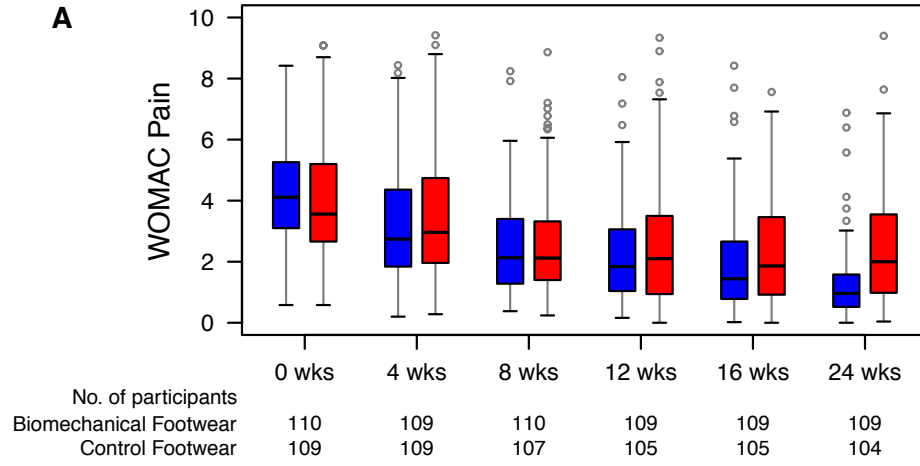 A
WOMAC Pain
10
8
6
4
2
0
0 wks 4 wks 8 wks 12 wks 16 wks 24 wks
No. of participants
Biomechanical Footwear 110 109 110 109 109 109
Control Footwear 109 109 107 105 105 104